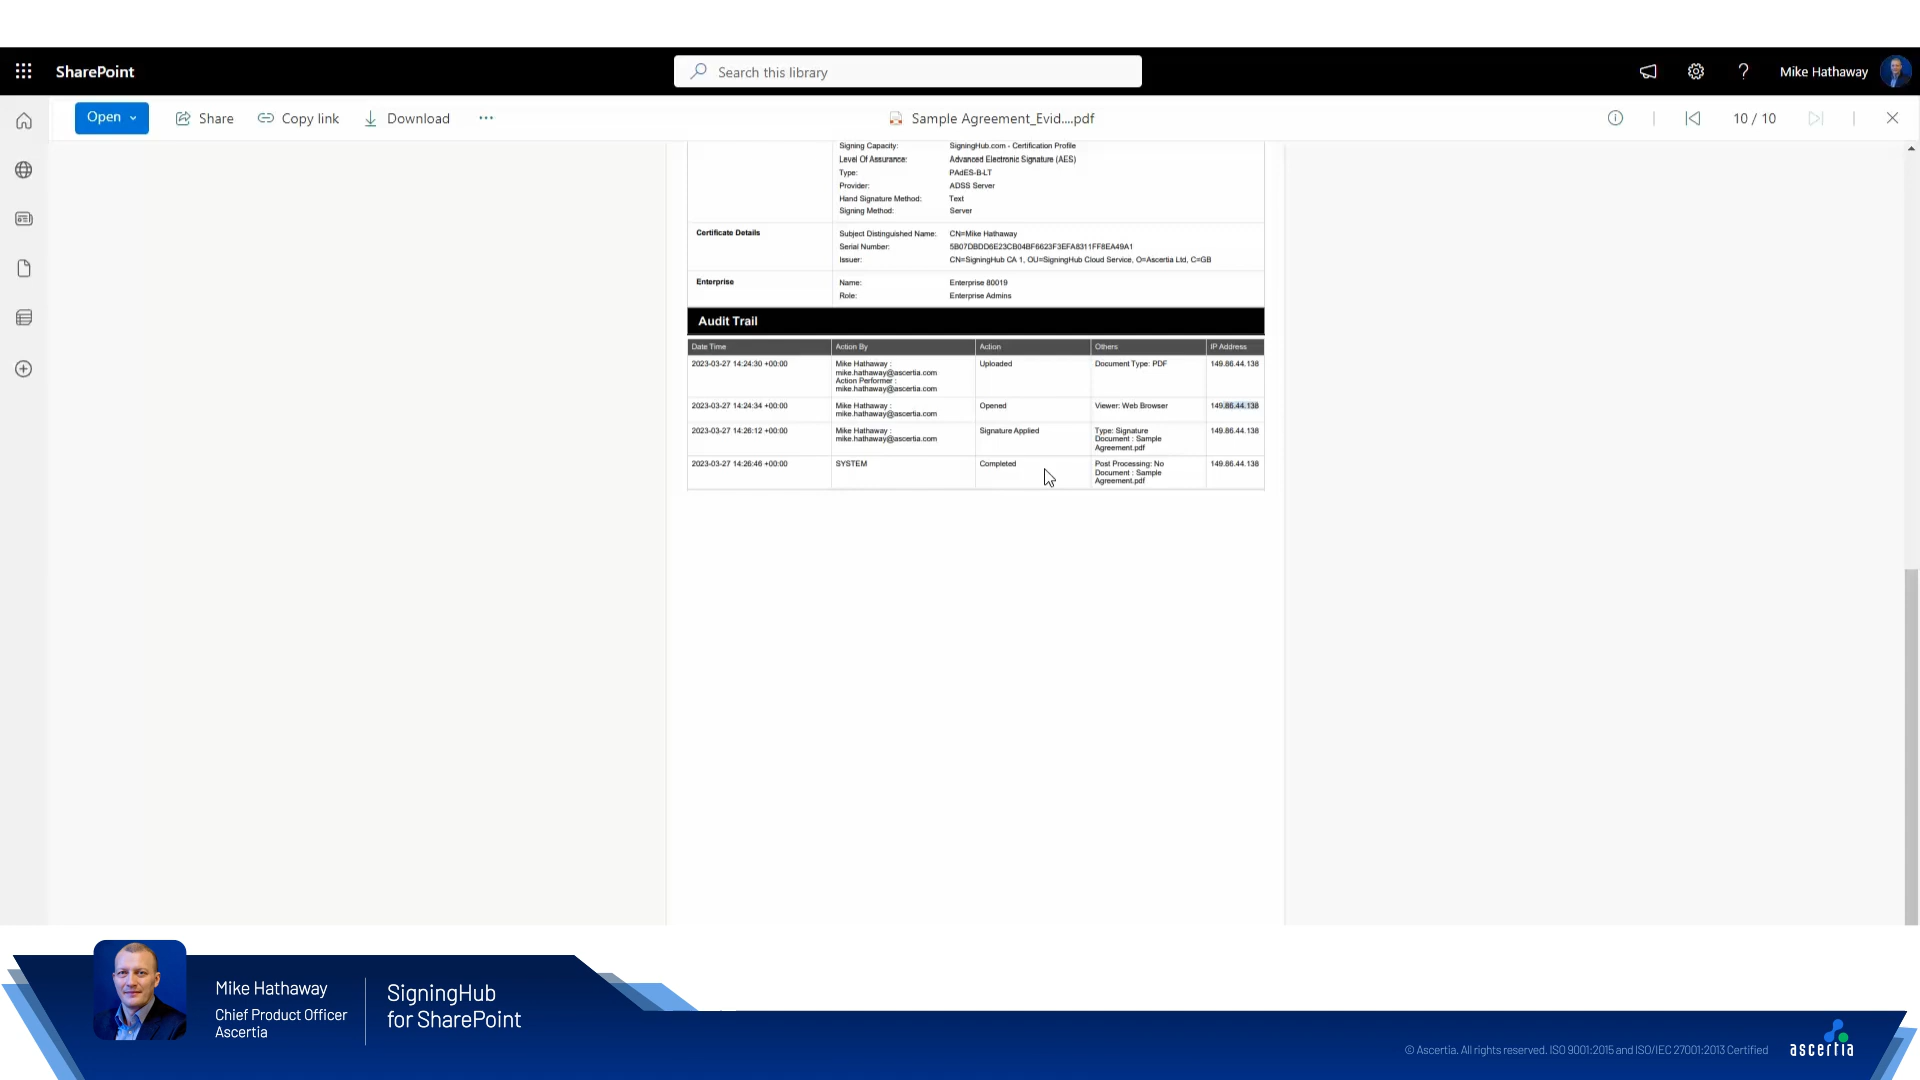 SharePoint
Search this library
Mike Hathaway
Open
Share
Copy link
Download
Sample Agreement_Evid....pdf
10 / 10
Signing Capacity: SigningHub.com - Certification Profile
Level Of Assurance: Advanced Electronic Signature (AES)
Type: PAdES-B-LT
Provider: ADSS Server
Hand Signature Method: Text
Signing Method: Server
Certificate Details
Subject Distinguished Name: CN=Mike Hathaway
Serial Number: 5B07DBDD6E23CB04BF6623F3EFA8311FF8EA49A1
Issuer: CN=SigningHub CA 1, OU=SigningHub Cloud Service, O=Ascertia Ltd, C=GB
Enterprise
Name: Enterprise 80019
Role: Enterprise Admins
Audit Trail
Date Time Action By Action Others IP Address
2023-03-27 14:24:30 +00:00
Mike Hathaway :
mike.hathaway@ascertia.com
Action Performer :
mike.hathaway@ascertia.com
Uploaded
Document Type: PDF
149.86.44.138
2023-03-27 14:24:34 +00:00
Mike Hathaway :
mike.hathaway@ascertia.com
Opened
Viewer: Web Browser
149.86.44.138
2023-03-27 14:26:12 +00:00
Mike Hathaway :
mike.hathaway@ascertia.com
Signature Applied
Type: Signature
Document : Sample
Agreement.pdf
149.86.44.138
2023-03-27 14:26:46 +00:00
SYSTEM
Completed
Post Processing: No
Document : Sample
Agreement.pdf
149.86.44.138
Mike Hathaway
Chief Product Officer
Ascertia
SigningHub
for SharePoint
© Ascertia. All rights reserved. ISO 9001:2015 and ISO/IEC 27001:2013 Certified
ascertia